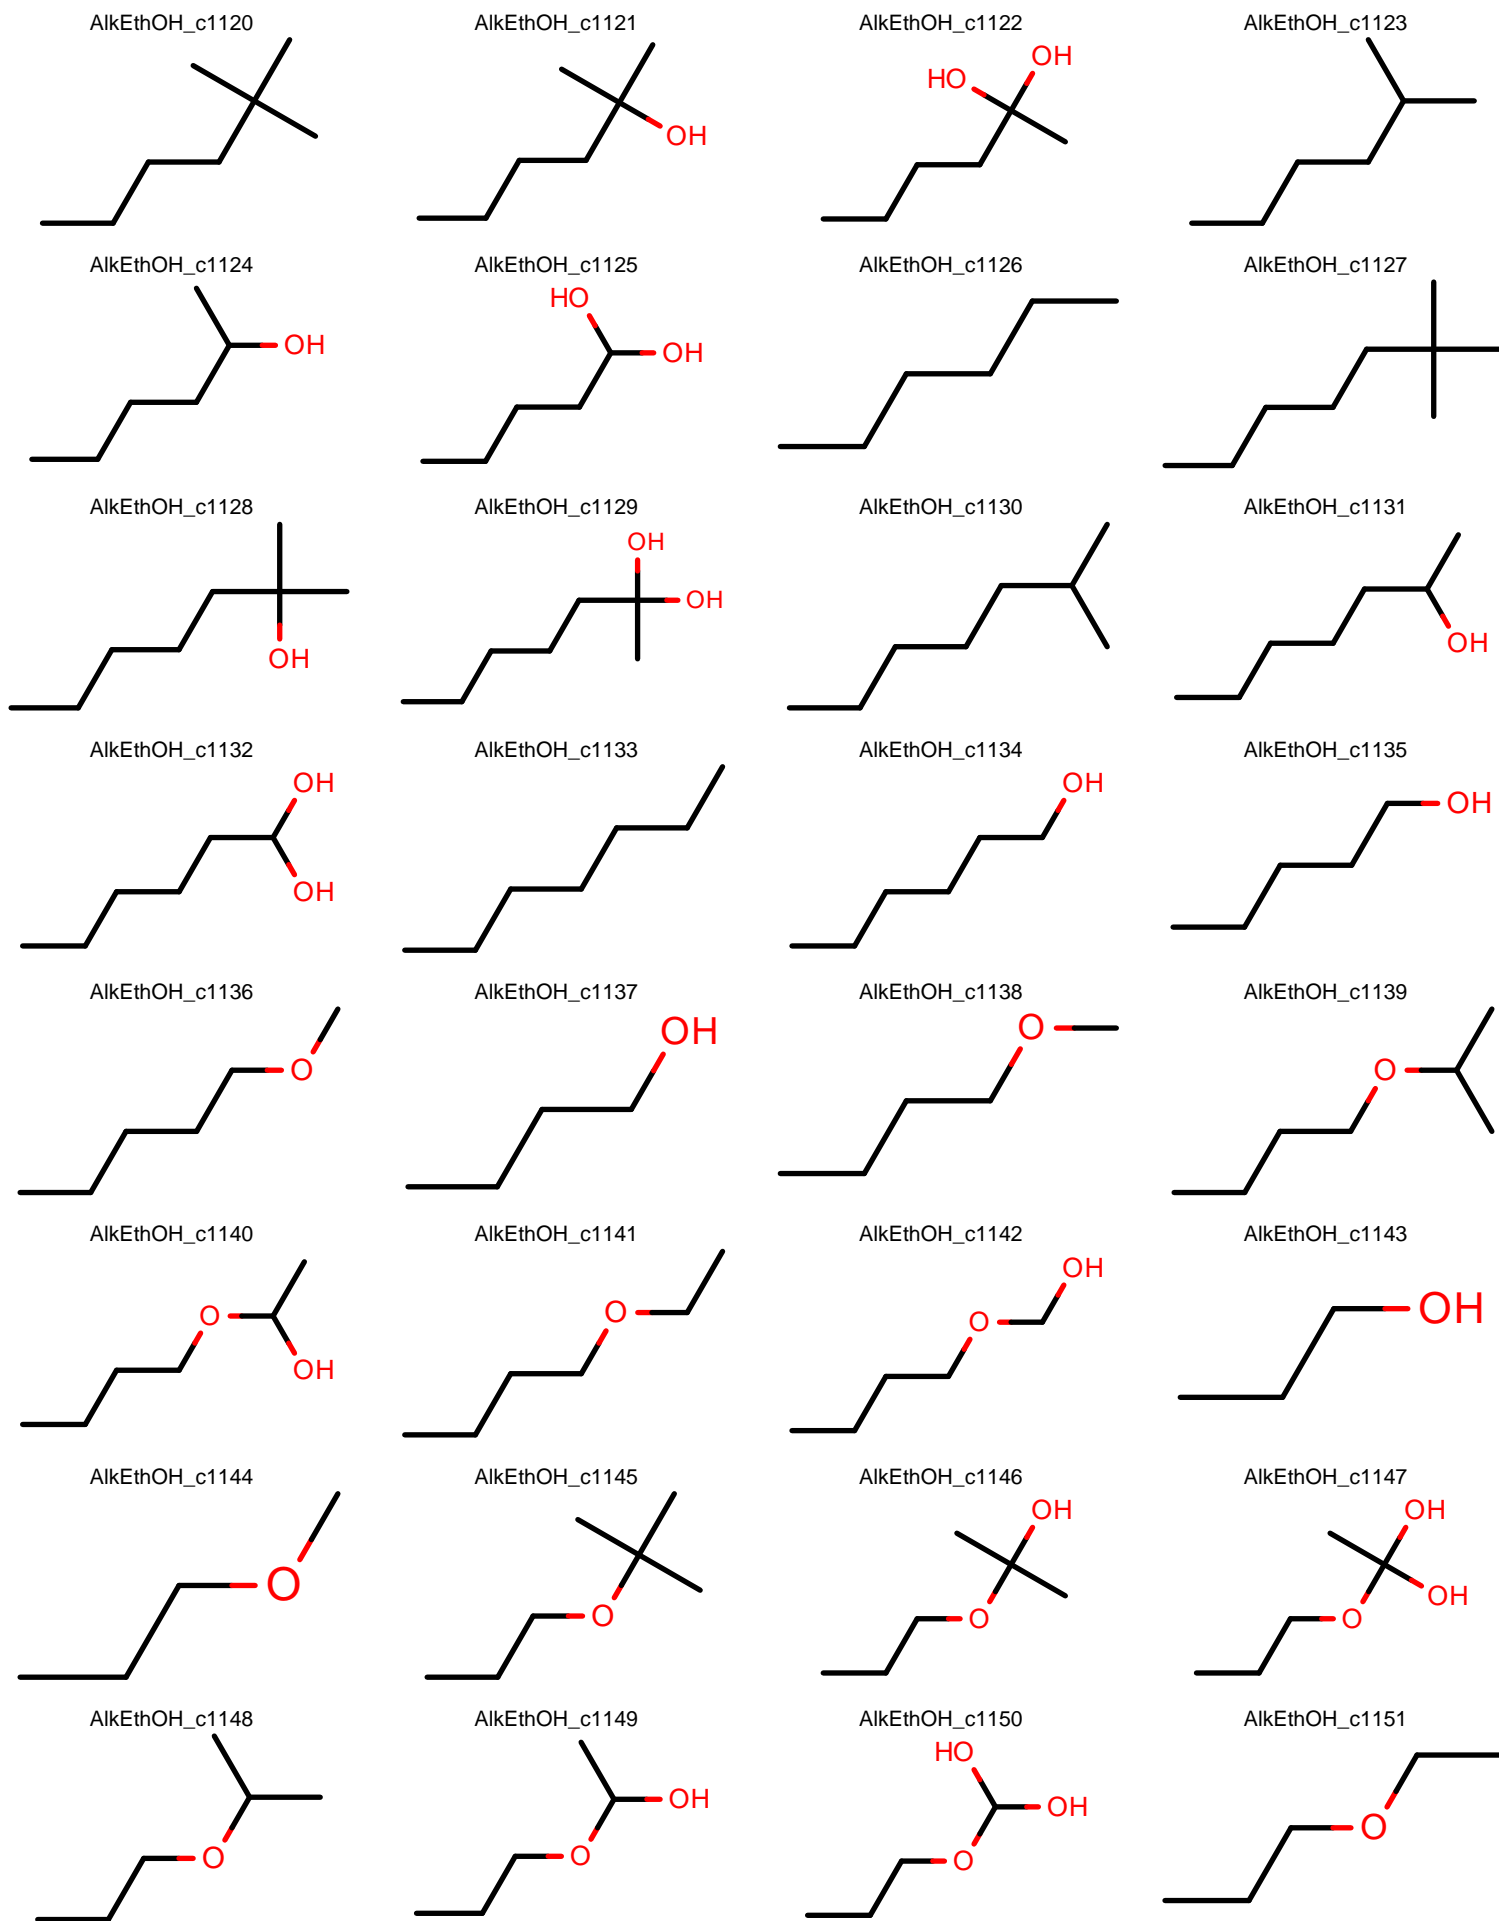 AlkEthOH_c1120 AlkEthOH_c1121 AlkEthOH_c1122 AlkEthOH_c1123
OH
HO
OH
AlkEthOH_c1124 AlkEthOH_c1125 AlkEthOH_c1126 AlkEthOH_c1127
HO
OH OH
AlkEthOH_c1128 AlkEthOH_c1129 AlkEthOH_c1130 AlkEthOH_c1131
OH
OH
OH
OH
AlkEthOH_c1132 AlkEthOH_c1133 AlkEthOH_c1134 AlkEthOH_c1135
OH OH
OH
OH
AlkEthOH_c1136 AlkEthOH_c1137 AlkEthOH_c1138 AlkEthOH_c1139
OH O
O O
AlkEthOH_c1140 AlkEthOH_c1141 AlkEthOH_c1142 AlkEthOH_c1143
OH
O O O OH
OH
AlkEthOH_c1144 AlkEthOH_c1145 AlkEthOH_c1146 AlkEthOH_c1147
OH OH
O
OH
O O O
AlkEthOH_c1148 AlkEthOH_c1149 AlkEthOH_c1150 AlkEthOH_c1151
HO
OH OH
O
O O O